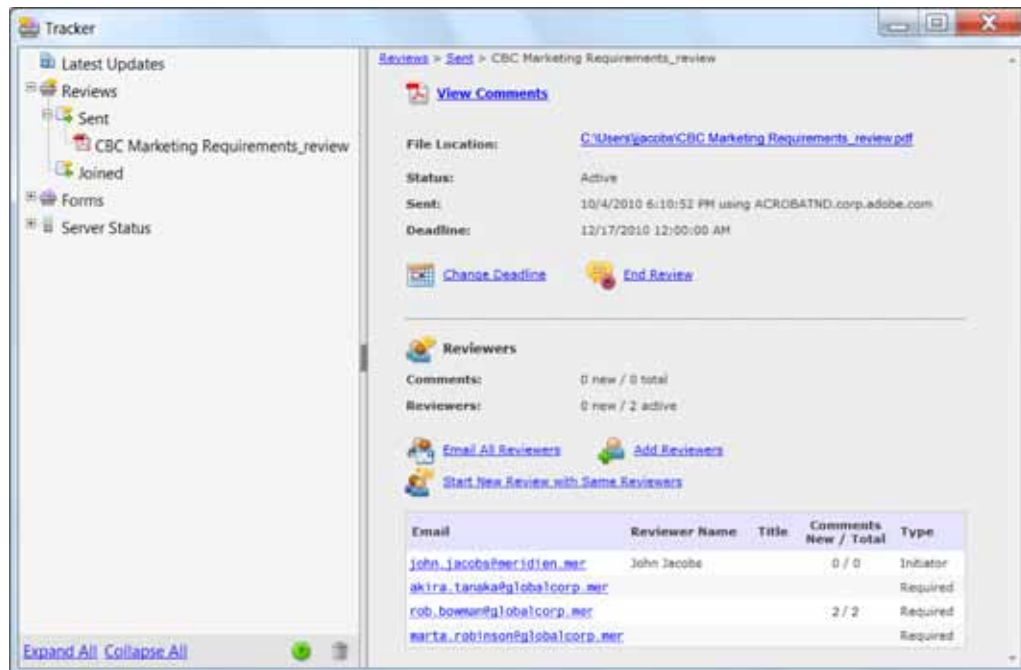 Tracker
Latest Updates
Reviews
Sent
CBC Marketing Requirements_review
Joined
Forms
Server Status
Expand All Collapse All
Reviews > Sent > CBC Marketing Requirements_review
View Comments
File Location: C:\Users\jjacobs\CBC Marketing Requirements_review.pdf
Status: Active
Sent: 10/4/2010 6:10:52 PM using ACROBATND.corp.adobe.com
Deadline: 12/17/2010 12:00:00 AM
Change Deadline End Review
Reviewers
Comments: 0 new / 0 total
Reviewers: 0 new / 2 active
Email All Reviewers Add Reviewers
Start New Review with Same Reviewers
Email Reviewer Name Title Comments New / Total Type
john.jacobs@meridien.mer John Jacobs 0 / 0 Initiator
akira.tanaka@globalcorp.mer Required
rob.bowman@globalcorp.mer 2 / 2 Required
marta.robinson@globalcorp.mer Required